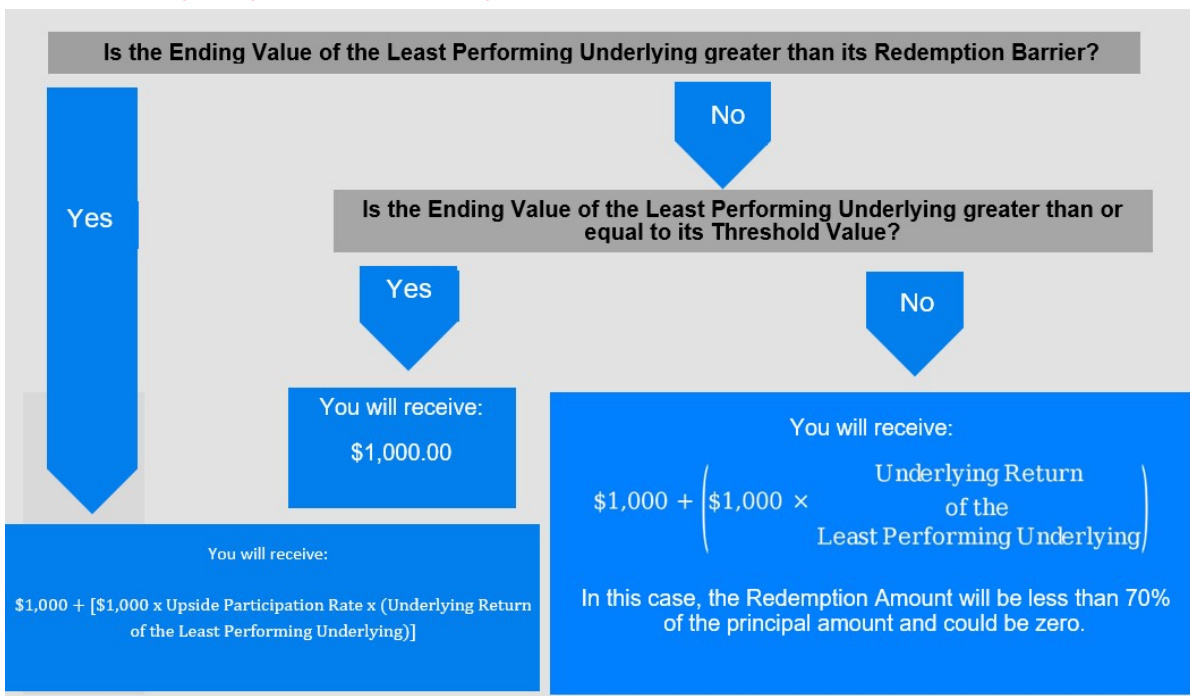 Is the Ending Value of the Least Performing Underlying greater than its Redemption Barrier?
No
Yes
Is the Ending Value of the Least Performing Underlying greater than or
equal to its Threshold Value?
Yes
No
You will receive:
$1,000.00
You will receive:
$1,000 + ($1,000 × Underlying Return
of the
Least Performing Underlying)
In this case, the Redemption Amount will be less than 70%
of the principal amount and could be zero.
You will receive:
$1,000 + [$1,000 x Upside Participation Rate x (Underlying Return
of the Least Performing Underlying)]